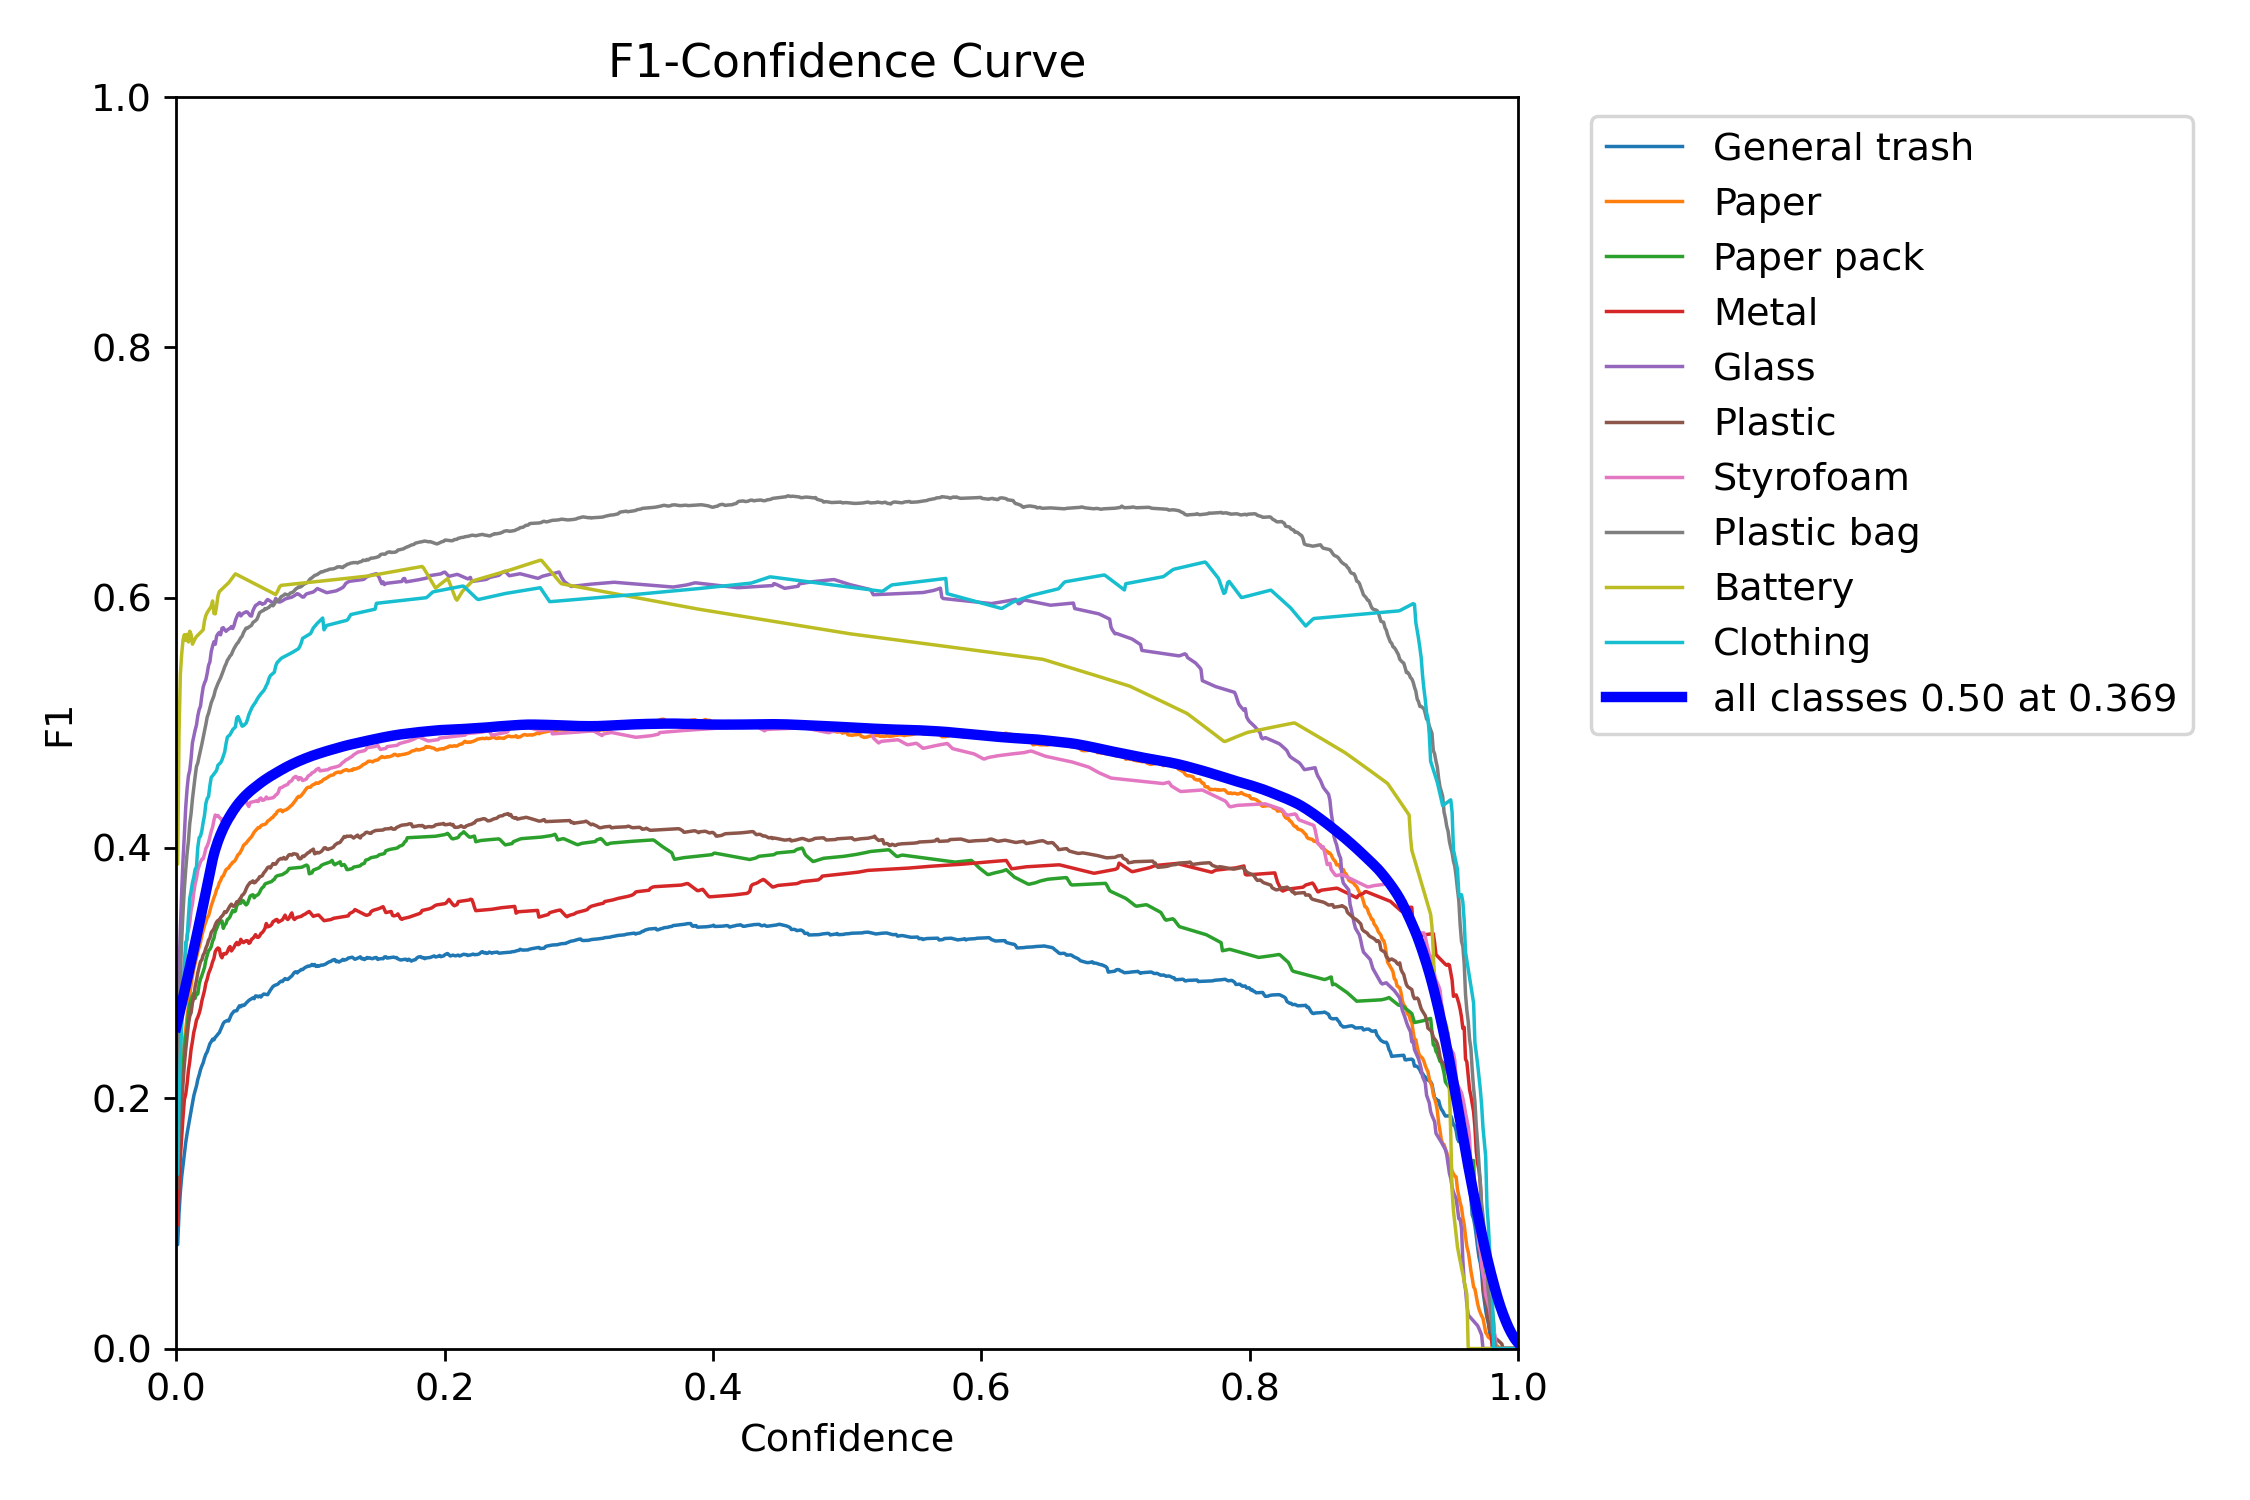 F1-Confidence Curve
1.0
0.8
0.6
0.4
0.2
0.0
F1
0.0 0.2 0.4 0.6 0.8 1.0
Confidence
General trash
Paper
Paper pack
Metal
Glass
Plastic
Styrofoam
Plastic bag
Battery
Clothing
all classes 0.50 at 0.369